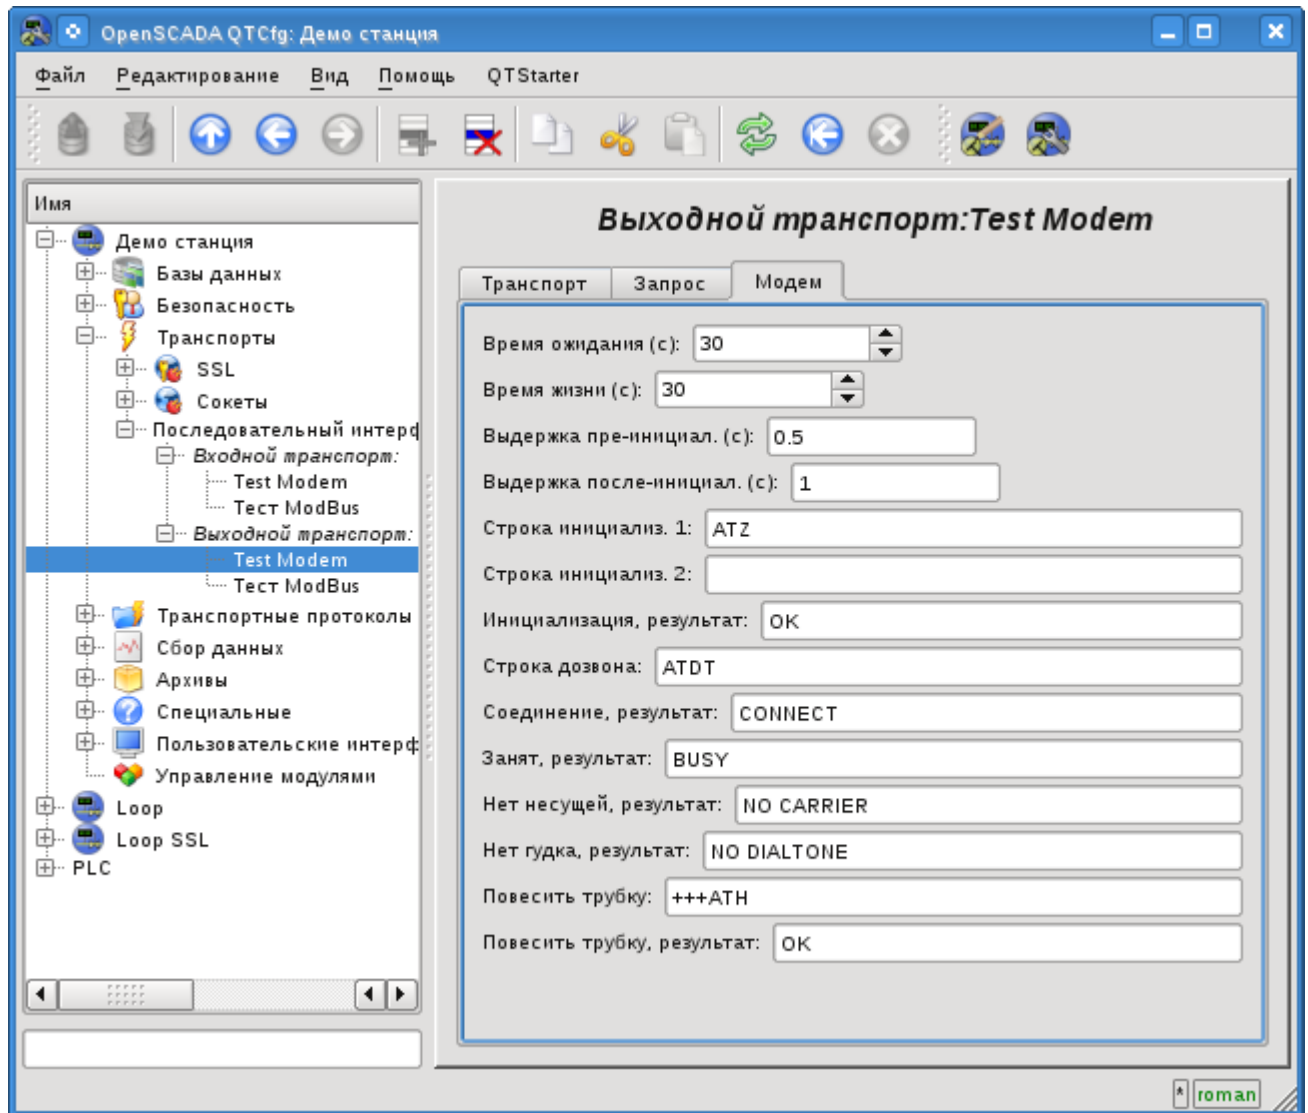 OpenSCADA QTCfg: Демо станция
Файл Редактирование Вид Помощь QTStarter
Имя
Демо станция
Базы данных
Безопасность
Транспорты
SSL
Сокеты
Последовательный интерф
Входной транспорт:
Test Modem
Тест ModBus
Выходной транспорт:
Test Modem
Тест ModBus
Транспортные протоколы
Сбор данных
Архивы
Специальные
Пользовательские интерф
Управление модулями
Loop
Loop SSL
PLC
Выходной транспорт:Test Modem
Транспорт Запрос Модем
Время ожидания (с): 30
Время жизни (с): 30
Выдержка пре-инициал. (с): 0.5
Выдержка после-инициал. (с): 1
Строка инициализ. 1: ATZ
Строка инициализ. 2:
Инициализация, результат: OK
Строка дозвона: ATDT
Соединение, результат: CONNECT
Занят, результат: BUSY
Нет несущей, результат: NO CARRIER
Нет гудка, результат: NO DIALTONE
Повесить трубку: +++ATH
Повесить трубку, результат: OK
* roman